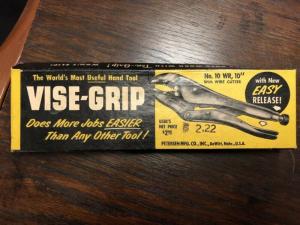 The World's Most Useful Hand Tool
VISE-GRIP
Does More Jobs EASIER
Than Any Other Tool!
No. 10 WR, 10"
WITH WIRE CUTTER
with New
EASY
RELEASE!
USER'S
NET PRICE
2.22
PETERSEN MFG. CO., INC., DeWitt, Nebr., U.S.A.